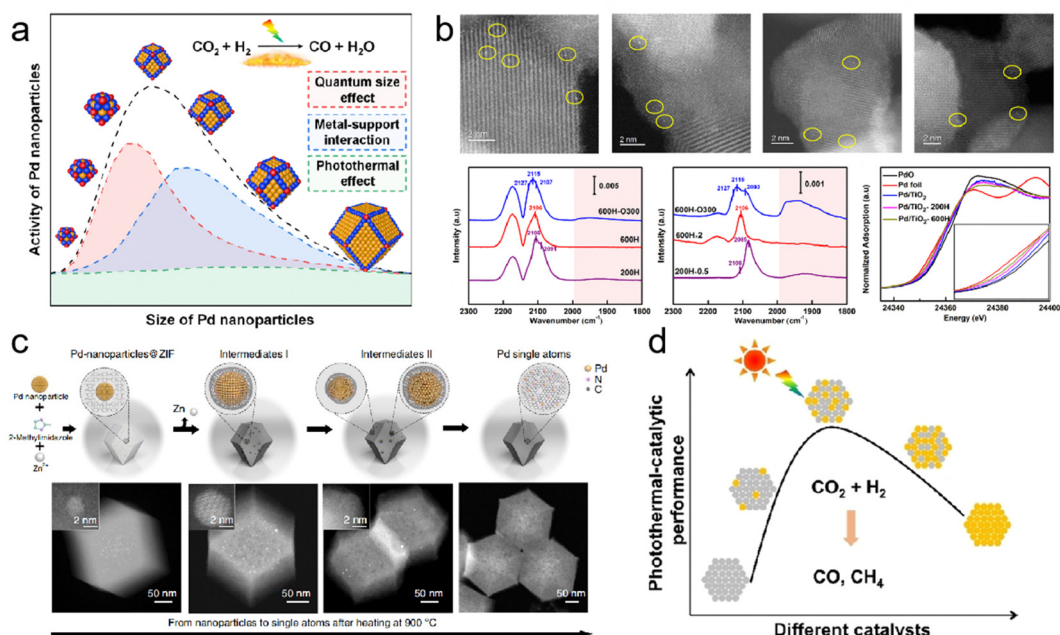 a
CO2 + H2 → CO + H2O
Quantum size
effect
Metal-support
interaction
Photothermal
effect
Activity of Pd nanoparticles
Size of Pd nanoparticles
b
2 nm
2 nm
2 nm
2 nm
2115
2127
2107
0.005
600H-O300
2106
600H
2100
2091
200H
Intensity (a.u)
2300 2200 2100 2000 1900 1800
Wavenumber (cm-1)
2115
2127
2093
0.001
600H-O300
2106
600H-2
2085
2100
200H-0.5
Intensity (a.u)
2300 2200 2100 2000 1900 1800
Wavenumber (cm-1)
PdO
Pd foil
Pd/TiO2
Pd/TiO2- 200H
Pd/TiO2- 600H
Normalized Adsorption (a.u)
24340 24360 24380 24400
Energy (eV)
c
Pd-nanoparticles@ZIF
Intermediates I
Intermediates II
Pd single atoms
Pd nanoparticle
+
2-Methylimidazole
+
Zn2+
Zn
Pd
N
C
2 nm
50 nm
2 nm
50 nm
2 nm
50 nm
50 nm
From nanoparticles to single atoms after heating at 900 °C
d
Photothermal-catalytic
performance
CO2 + H2
CO, CH4
Different catalysts